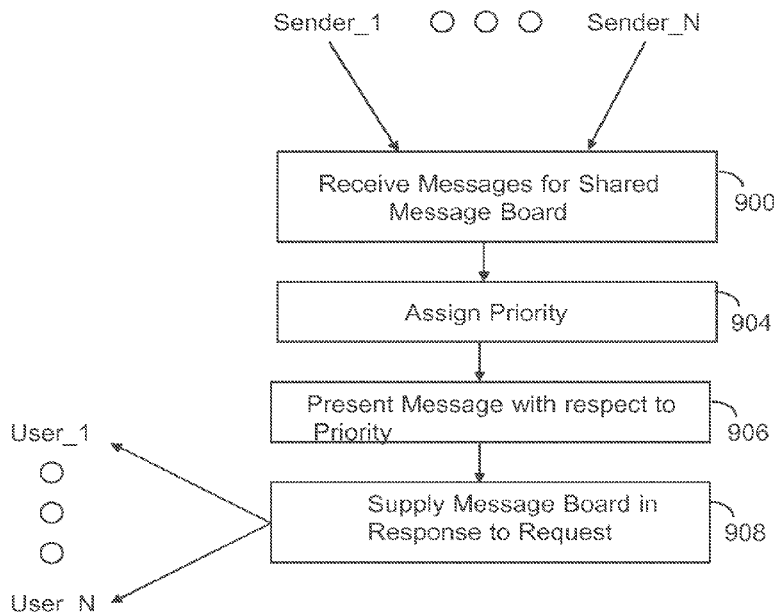 Sender_1 Sender_N
Receive Messages for Shared
Message Board
900
Assign Priority
904
Present Message with respect to
Priority
906
User_1
Supply Message Board in
Response to Request
908
User_N